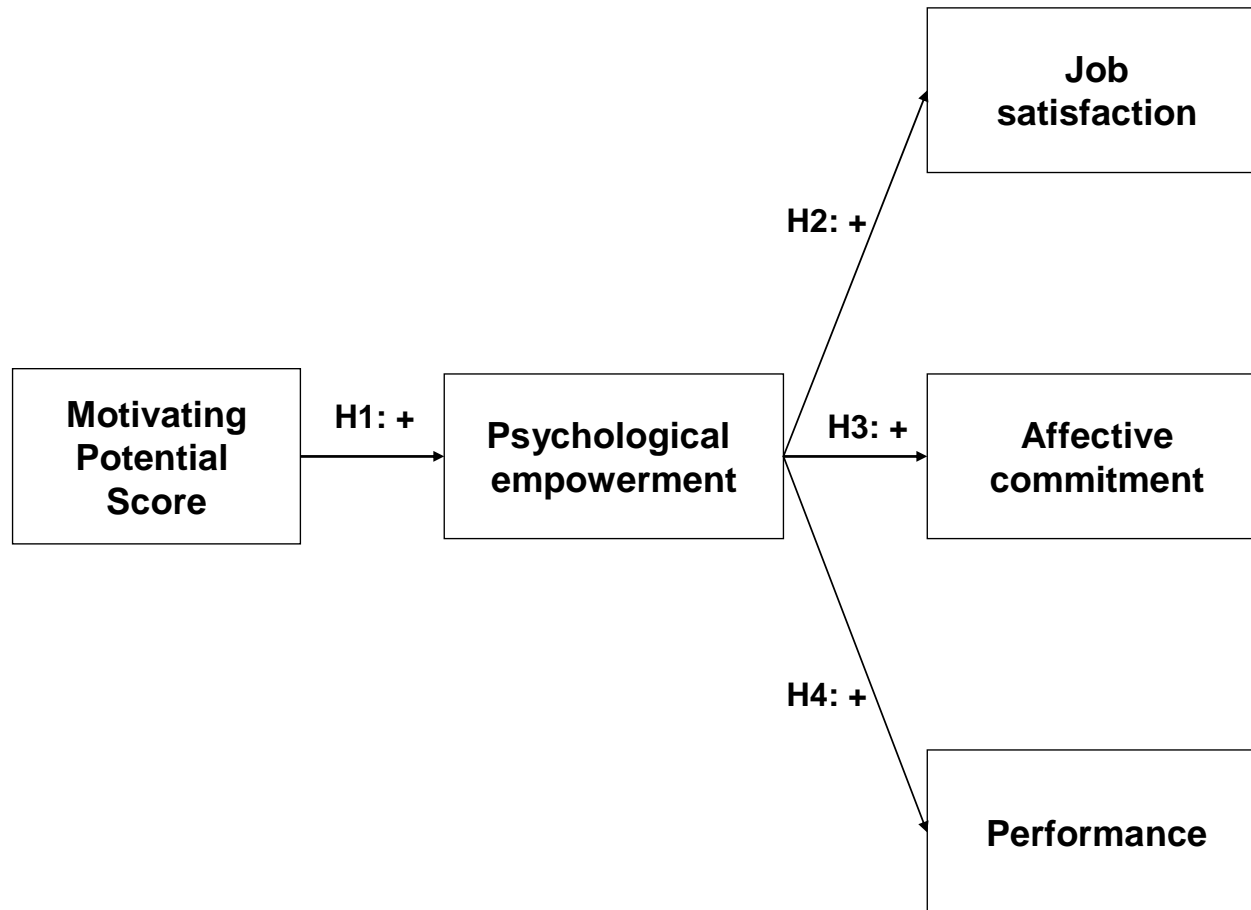 Job
satisfaction
H2: +
Motivating
Potential
Score
H1: +
Psychological
empowerment
H3: +
Affective
commitment
H4: +
Performance